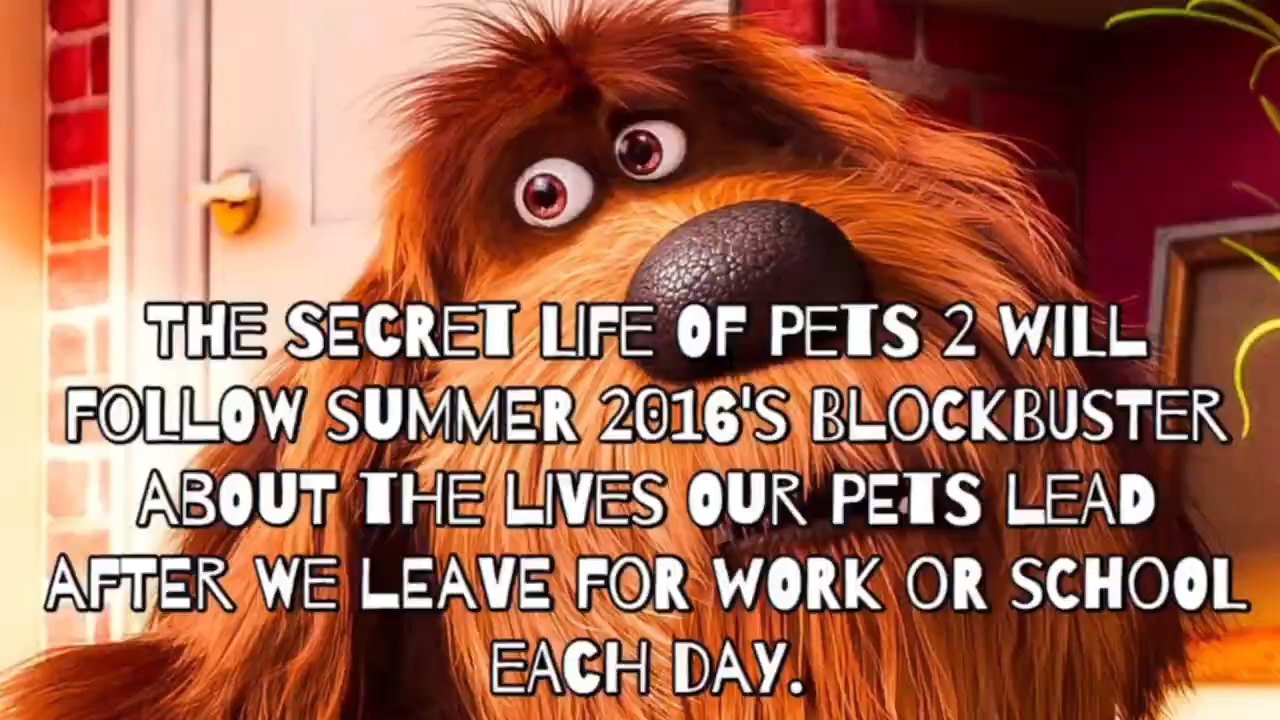 THE SECRET LIFE OF PETS 2 WILL
FOLLOW SUMMER 2016'S BLOCKBUSTER
ABOUT THE LIVES OUR PETS LEAD
AFTER WE LEAVE FOR WORK OR SCHOOL
EACH DAY.